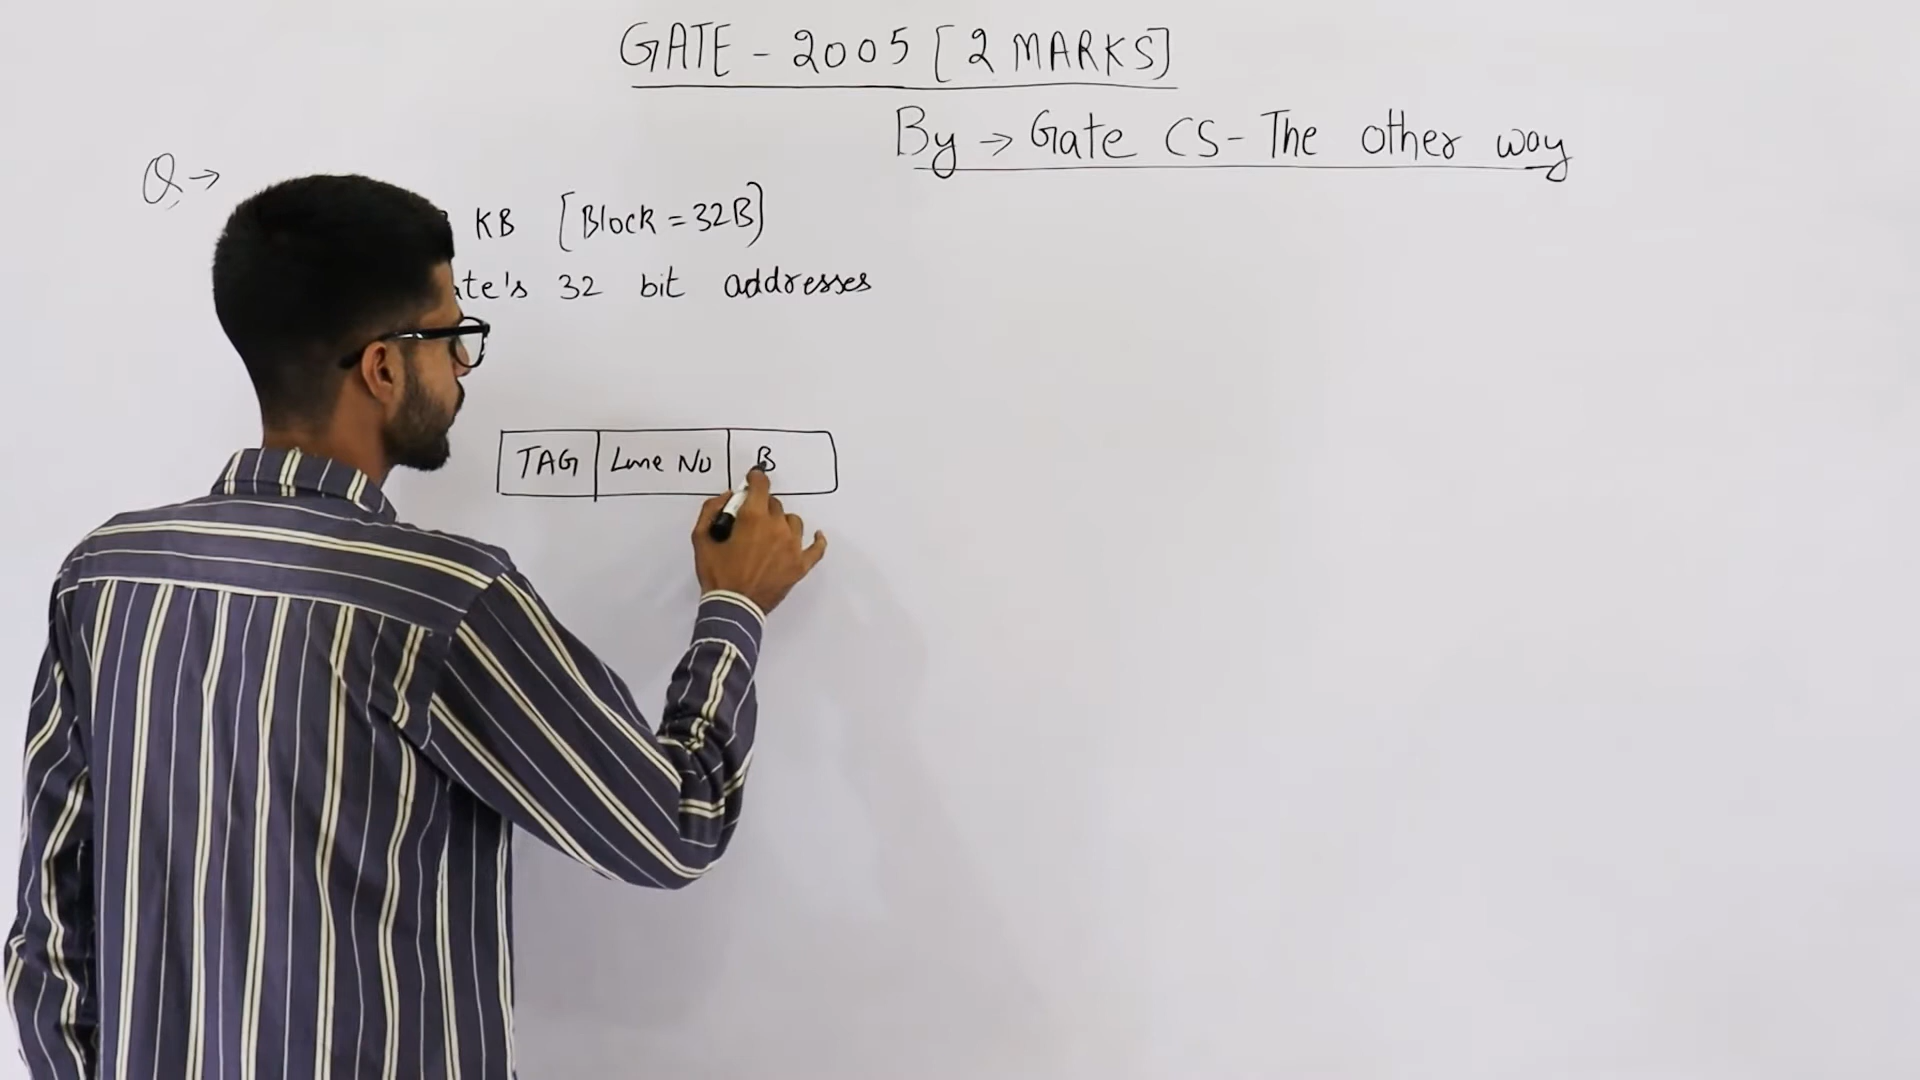 GATE - 2005 [2 MARKS]
By → Gate CS - The other way
Q →
KB [Block = 32B]
ate's 32 bit addresses
TAG Line No B